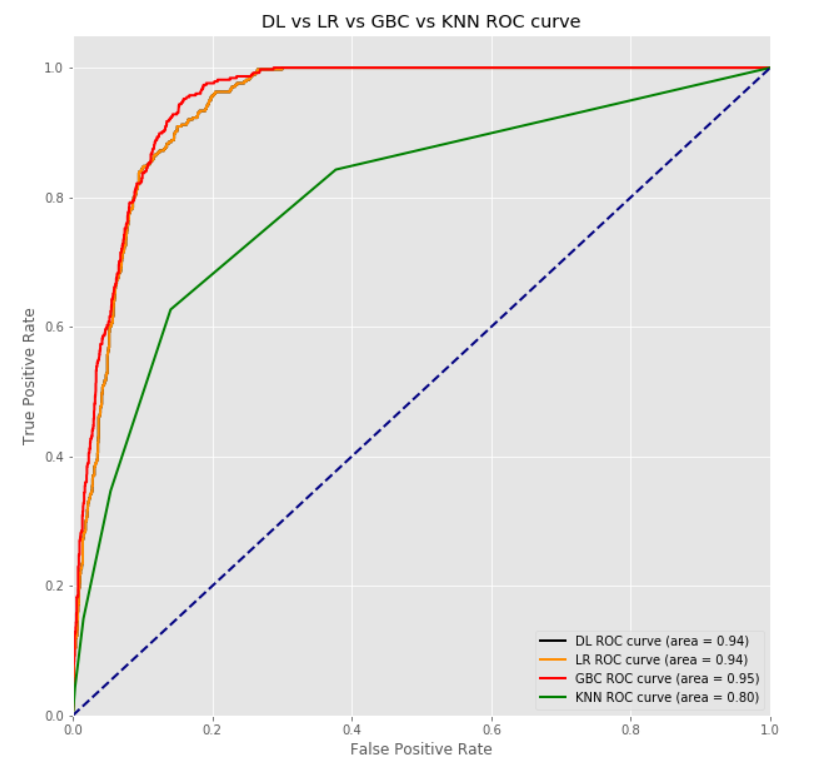 DL vs LR vs GBC vs KNN ROC curve
1.0
0.8
0.6
0.4
0.2
0.0
True Positive Rate
DL ROC curve (area = 0.94)
LR ROC curve (area = 0.94)
GBC ROC curve (area = 0.95)
KNN ROC curve (area = 0.80)
0.0 0.2 0.4 0.6 0.8 1.0
False Positive Rate